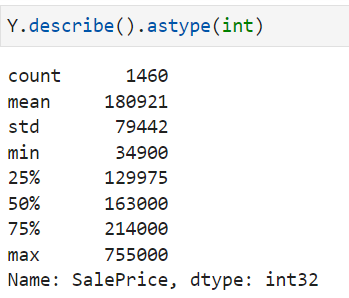 Y.describe().astype(int)
count 1460
mean 180921
std 79442
min 34900
25% 129975
50% 163000
75% 214000
max 755000
Name: SalePrice, dtype: int32